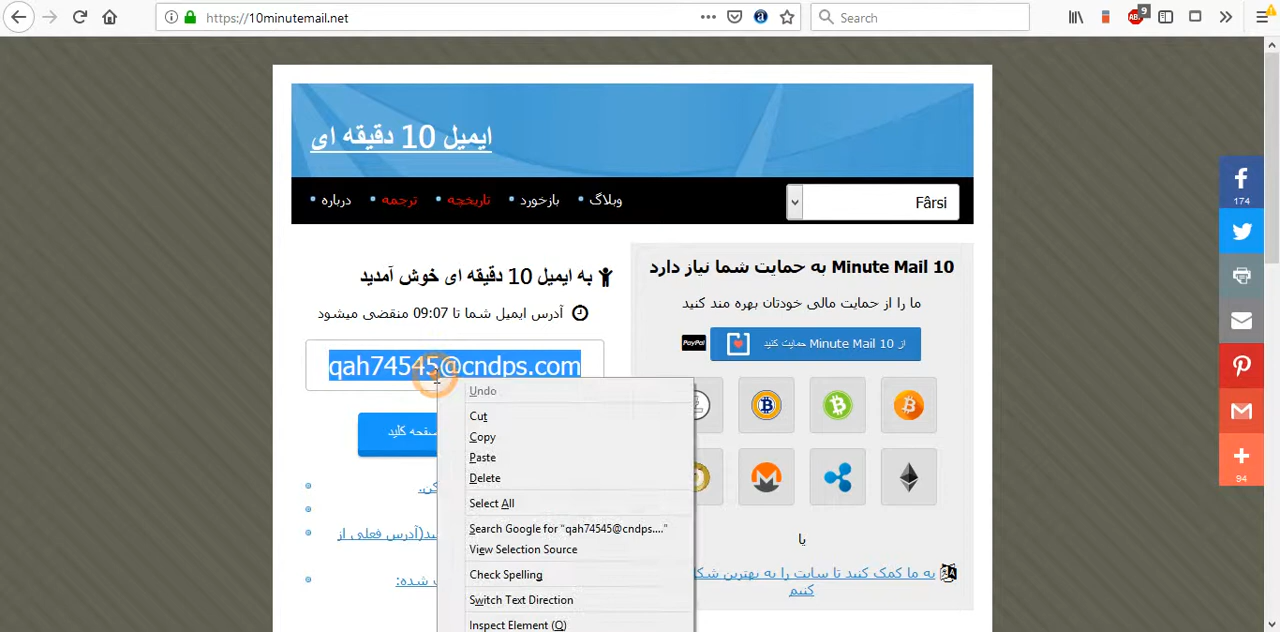 https://10minutemail.net
Search
9
ایمیل 10 دقیقه ای
وبلاگ
بازخورد
تاریخچه
ترجمه
درباره
Fârsi
به ایمیل 10 دقیقه ای خوش آمدید
آدرس ایمیل شما تا 09:07 منقضی میشود
qah74545@cndps.com
10 Minute Mail به حمایت شما نیاز دارد
ما را از حمایت مالی خودتان بهره مند کنید
PayPal
از 10 Minute Mail حمایت کنید
Undo
Cut
Copy
Paste
Delete
Select All
Search Google for "qah74545@cndps...."
View Selection Source
Check Spelling
Switch Text Direction
Inspect Element (Q)
یا
به ما کمک کنید تا سایت را به بهترین
کنیم
174
94